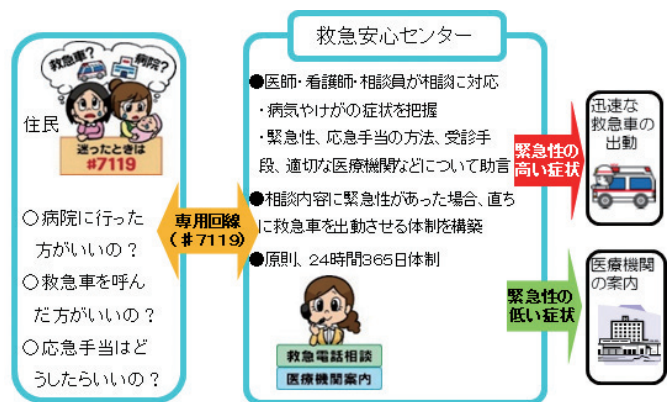 救急車?
病院?
住民
迷ったときは
#7119
○病院に行った
方がいいの？
○救急車を呼ん
だ方がいいの？
○応急手当はど
うしたらいいの？
専用回線
(＃7119)
救急安心センター
●医師・看護師・相談員が相談に対応
・病気やけがの症状を把握
・緊急性、応急手当の方法、受診手
段、適切な医療機関などについて助言
●相談内容に緊急性があった場合、直ち
に救急車を出動させる体制を構築
●原則、24時間365日体制
救急電話相談
医療機関案内
緊急性の
高い症状
迅速な
救急車の
出動
緊急性の
低い症状
医療機関
の案内